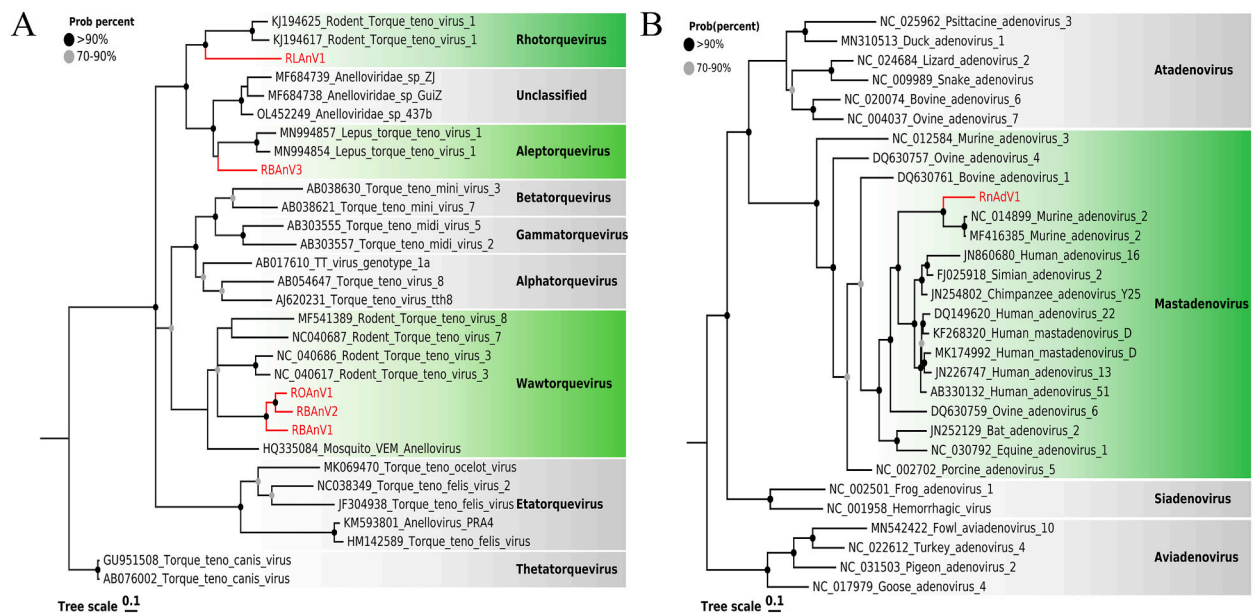 A
Prob percent
>90%
70-90%
KJ194625_Rodent_Torque_teno_virus_1
KJ194617_Rodent_Torque_teno_virus_1
RLAnV1
Rhotorquevirus
MF684739_Anelloviridae_sp_ZJ
MF684738_Anelloviridae_sp_GuiZ
OL452249_Anelloviridae_sp_437b
Unclassified
MN994857_Lepus_torque_teno_virus_1
MN994854_Lepus_torque_teno_virus_1
RBAnV3
Aleptorquevirus
AB038630_Torque_teno_mini_virus_3
AB038621_Torque_teno_mini_virus_7
Betatorquevirus
AB303555_Torque_teno_midi_virus_5
AB303557_Torque_teno_midi_virus_2
Gammatorquevirus
AB017610_TT_virus_genotype_1a
AB054647_Torque_teno_virus_8
AJ620231_Torque_teno_virus_tth8
Alphatorquevirus
MF541389_Rodent_Torque_teno_virus_8
NC040687_Rodent_Torque_teno_virus_7
NC_040686_Rodent_Torque_teno_virus_3
NC_040617_Rodent_Torque_teno_virus_3
ROAnV1
RBAnV2
RBAnV1
HQ335084_Mosquito_VEM_Anellovirus
Wawtorquevirus
MK069470_Torque_teno_ocelot_virus
NC038349_Torque_teno_felis_virus_2
JF304938_Torque_teno_felis_virus
KM593801_Anellovirus_PRA4
HM142589_Torque_teno_felis_virus
Etatorquevirus
GU951508_Torque_teno_canis_virus
AB076002_Torque_teno_canis_virus
Thetatorquevirus
Tree scale 0.1
B
Prob(percent)
>90%
70-90%
NC_025962_Psittacine_adenovirus_3
MN310513_Duck_adenovirus_1
NC_024684_Lizard_adenovirus_2
NC_009989_Snake_adenovirus
NC_020074_Bovine_adenovirus_6
NC_004037_Ovine_adenovirus_7
Atadenovirus
NC_012584_Murine_adenovirus_3
DQ630757_Ovine_adenovirus_4
DQ630761_Bovine_adenovirus_1
RnAdV1
NC_014899_Murine_adenovirus_2
MF416385_Murine_adenovirus_2
JN860680_Human_adenovirus_16
FJ025918_Simian_adenovirus_2
JN254802_Chimpanzee_adenovirus_Y25
DQ149620_Human_adenovirus_22
KF268320_Human_mastadenovirus_D
MK174992_Human_mastadenovirus_D
JN226747_Human_adenovirus_13
AB330132_Human_adenovirus_51
DQ630759_Ovine_adenovirus_6
JN252129_Bat_adenovirus_2
NC_030792_Equine_adenovirus_1
NC_002702_Porcine_adenovirus_5
Mastadenovirus
NC_002501_Frog_adenovirus_1
NC_001958_Hemorrhagic_virus
Siadenovirus
MN542422_Fowl_aviadenovirus_10
NC_022612_Turkey_adenovirus_4
NC_031503_Pigeon_adenovirus_2
NC_017979_Goose_adenovirus_4
Aviadenovirus
Tree scale 0.1